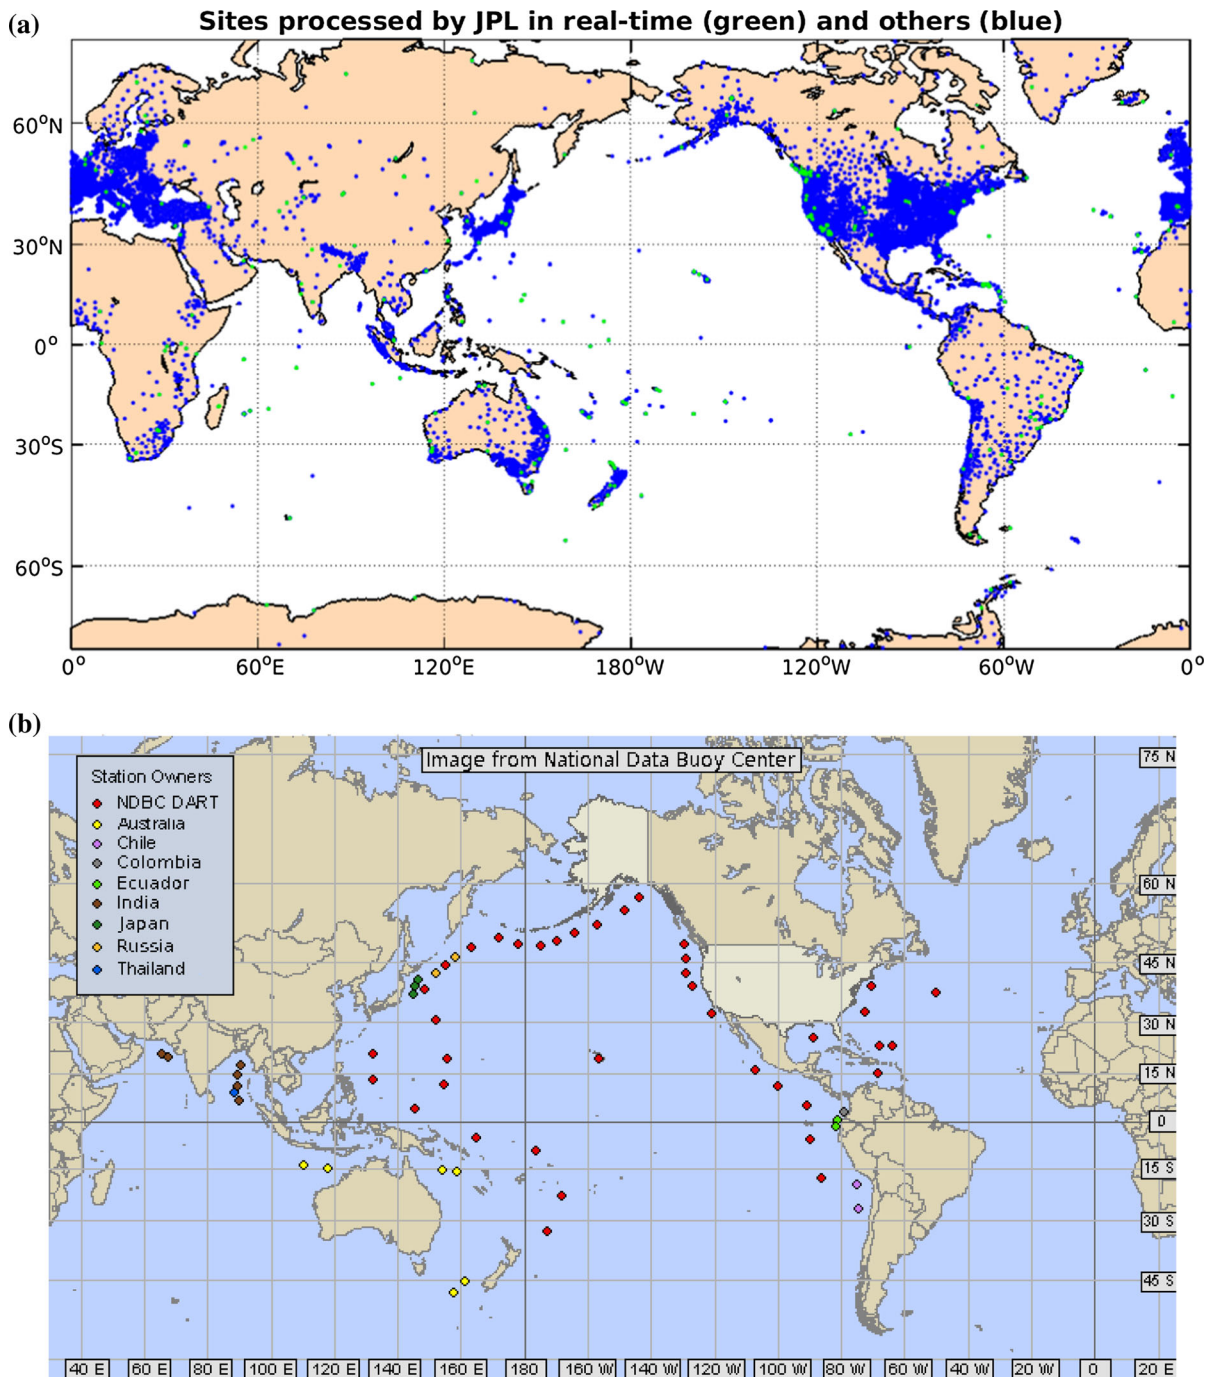 (a)
Sites processed by JPL in real-time (green) and others (blue)
60°N
30°N
0°
30°S
60°S
0° 60°E 120°E 180°W 120°W 60°W 0°
(b)
Image from National Data Buoy Center
Station Owners
NDBC DART
Australia
Chile
Colombia
Ecuador
India
Japan
Russia
Thailand
75 N
60 N
45 N
30 N
15 N
0
15 S
30 S
45 S
40 E 60 E 80 E 100 E 120 E 140 E 160 E 180 160 W 140 W 120 W 100 W 80 W 60 W 40 W 20 W 0 20 E